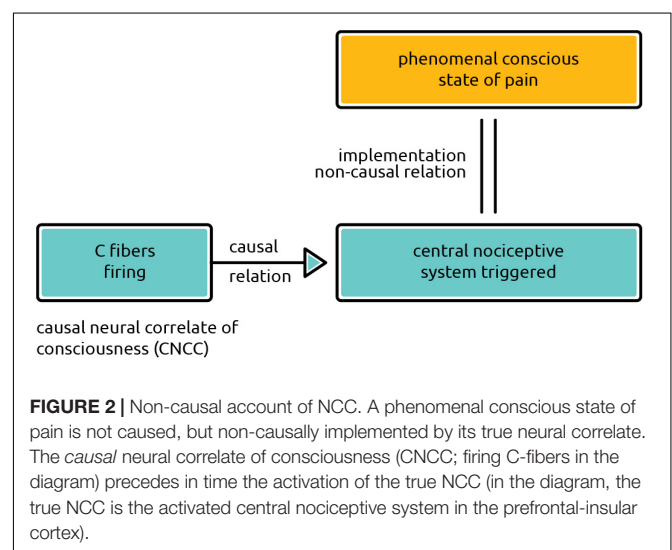 phenomenal conscious
state of pain
implementation
non-causal relation
C fibers
firing
causal
relation
central nociceptive
system triggered
causal neural correlate of
consciousness (CNCC)
FIGURE 2 | Non-causal account of NCC. A phenomenal conscious state of
pain is not caused, but non-causally implemented by its true neural correlate.
The causal neural correlate of consciousness (CNCC; firing C-fibers in the
diagram) precedes in time the activation of the true NCC (in the diagram, the
true NCC is the activated central nociceptive system in the prefrontal-insular
cortex).